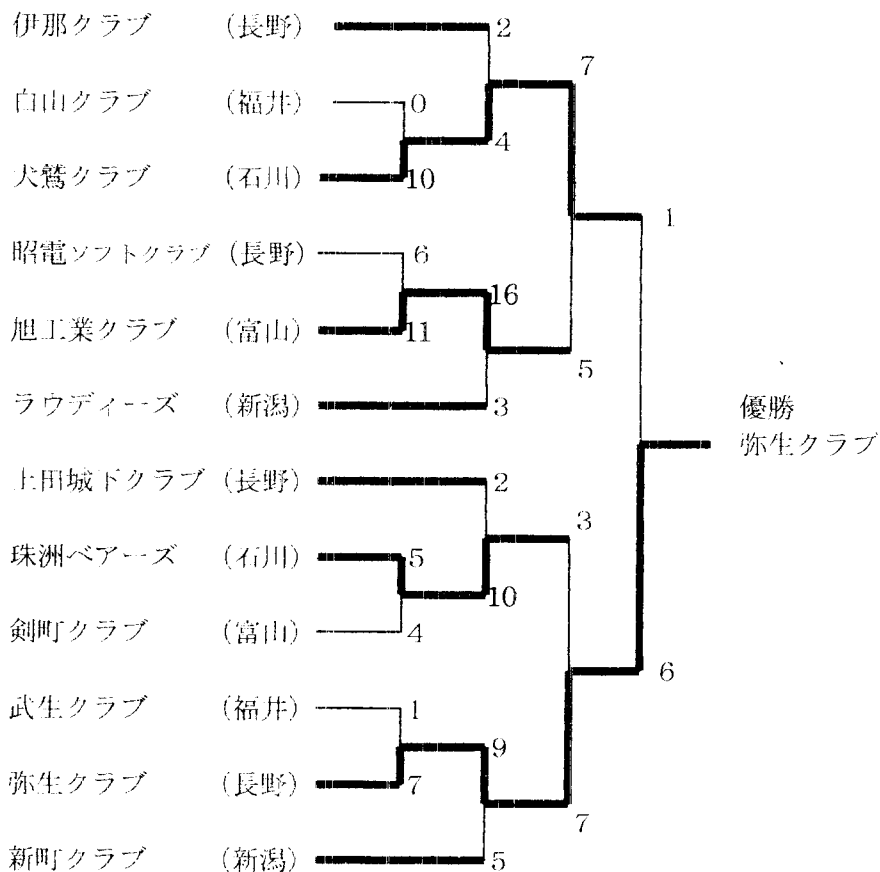 伊那クラブ (長野) 2
7
白山クラブ (福井) 0
4
犬鷲クラブ (石川) 10
1
昭電ソフトクラブ (長野) 6
16
旭工業クラブ (富山) 11
5
ラウディーズ (新潟) 3
優勝
弥生クラブ
上田城下クラブ (長野) 2
3
珠洲ベアーズ (石川) 5
10
剣町クラブ (富山) 4
6
武生クラブ (福井) 1
9
弥生クラブ (長野) 7
7
新町クラブ (新潟) 5